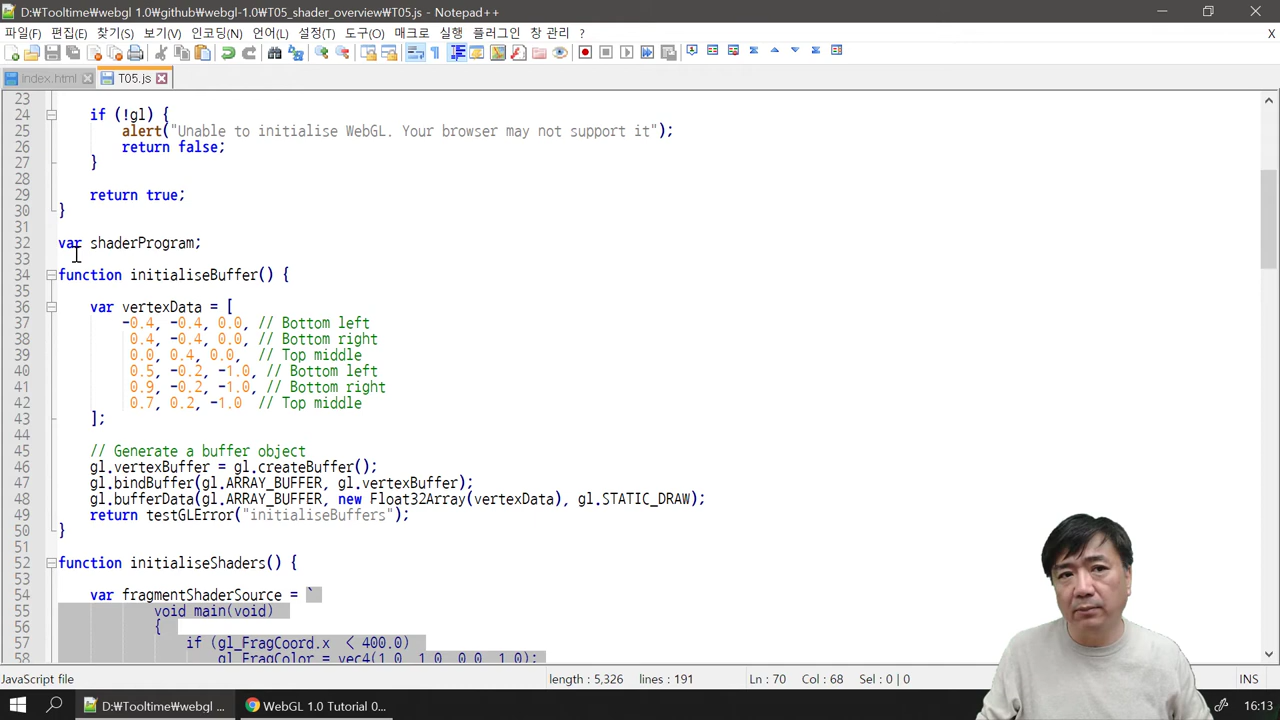 D:₩Tooltime₩webgl 1.0₩github₩webgl-1.0₩T05_shader_overview₩T05.js - Notepad++
파일(F) 편집(E) 찾기(S) 보기(V) 인코딩(N) 언어(L) 설정(T) 도구(O) 매크로 실행 플러그인 창 관리 ? X
index.html T05.js
23
24 if (!gl) {
25 alert("Unable to initialise WebGL. Your browser may not support it");
26 return false;
27 }
28
29 return true;
30 }
31
32 var shaderProgram;
33
34 function initialiseBuffer() {
35
36 var vertexData = [
37 -0.4, -0.4, 0.0, // Bottom left
38 0.4, -0.4, 0.0, // Bottom right
39 0.0, 0.4, 0.0, // Top middle
40 0.5, -0.2, -1.0, // Bottom left
41 0.9, -0.2, -1.0, // Bottom right
42 0.7, 0.2, -1.0 // Top middle
43 ];
44
45 // Generate a buffer object
46 gl.vertexBuffer = gl.createBuffer();
47 gl.bindBuffer(gl.ARRAY_BUFFER, gl.vertexBuffer);
48 gl.bufferData(gl.ARRAY_BUFFER, new Float32Array(vertexData), gl.STATIC_DRAW);
49 return testGLError("initialiseBuffers");
50 }
51
52 function initialiseShaders() {
53
54 var fragmentShaderSource = `
55 void main(void)
56 {
57 if (gl_FragCoord.x < 400.0)
58 gl_FragColor = vec4(1.0, 1.0, 0.0, 1.0);
JavaScript file length : 5,326 lines : 191 Ln : 70 Col : 68 Sel : 0 | 0 INS
D:₩Tooltime₩webgl ... WebGL 1.0 Tutorial 0... 16:13